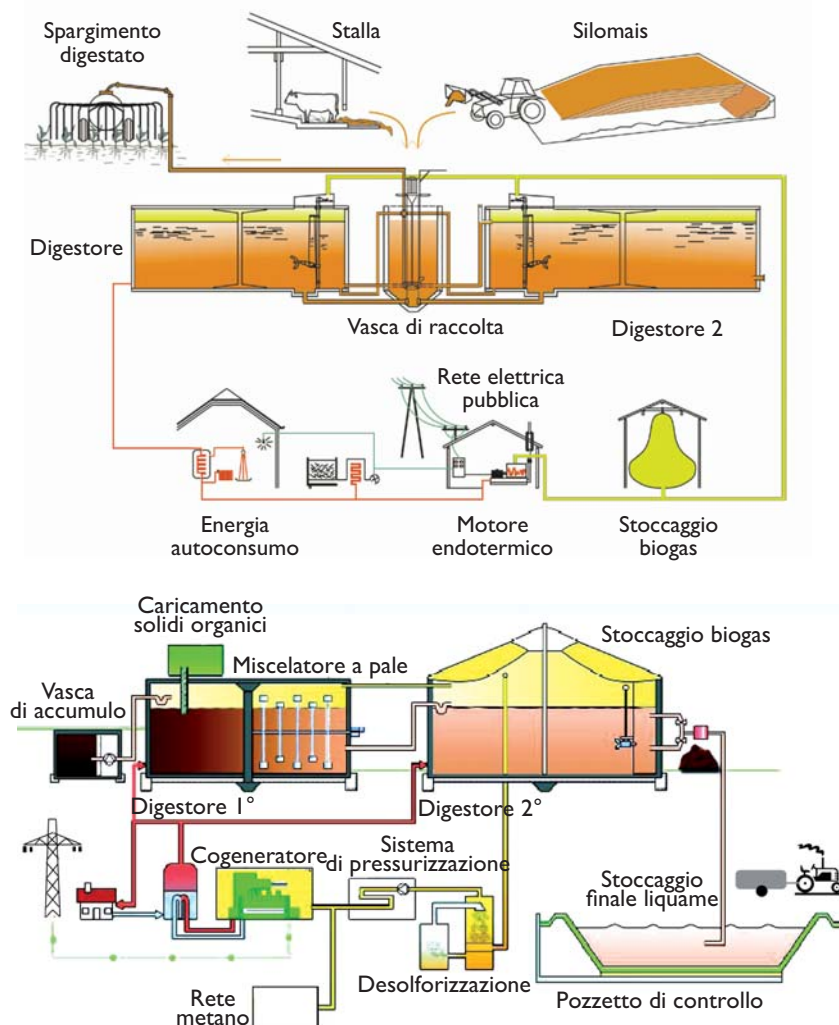 Spargimento
digestato
Stalla
Silomais
Digestore
Vasca di raccolta
Digestore 2
Rete elettrica
pubblica
Energia
autoconsumo
Motore
endotermico
Stoccaggio
biogas
Caricamento
solidi organici
Stoccaggio biogas
Miscelatore a pale
Vasca
di accumulo
Digestore 1°
Digestore 2°
Cogeneratore
Sistema
di pressurizzazione
Stoccaggio
finale liquame
Desolforizzazione
Rete
metano
Pozzetto di controllo